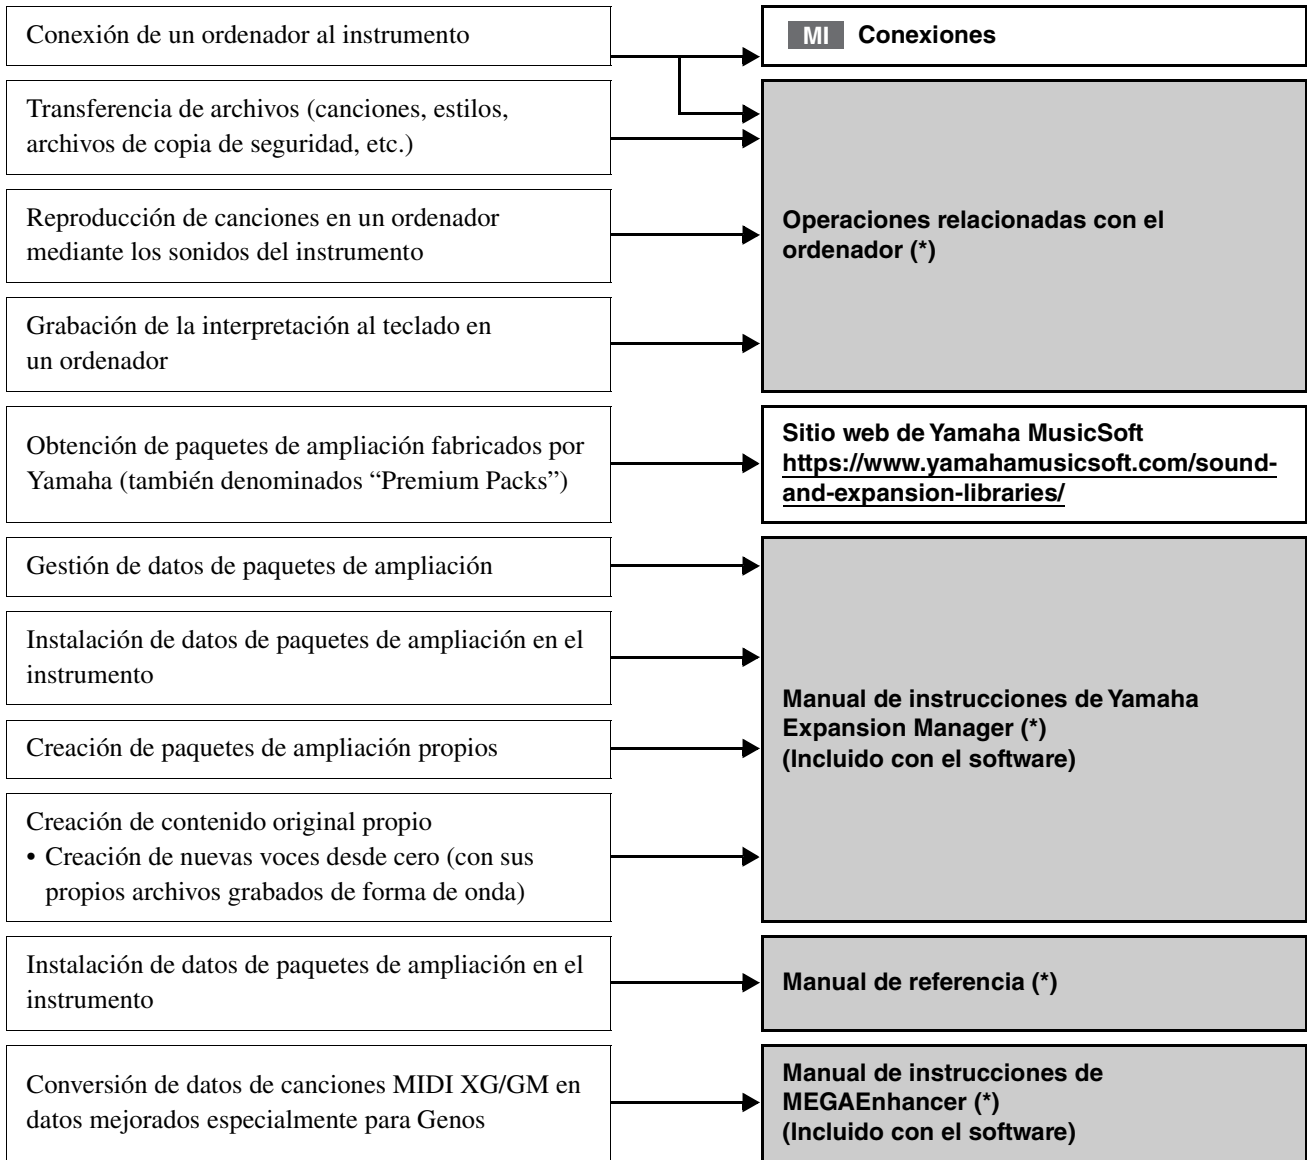 Conexión de un ordenador al instrumento
MI Conexiones
Transferencia de archivos (canciones, estilos,
archivos de copia de seguridad, etc.)
Reproducción de canciones en un ordenador
mediante los sonidos del instrumento
Grabación de la interpretación al teclado en
un ordenador
Operaciones relacionadas con el
ordenador (*)
Obtención de paquetes de ampliación fabricados por
Yamaha (también denominados “Premium Packs”)
Sitio web de Yamaha MusicSoft
https://www.yamahamusicsoft.com/sound-
and-expansion-libraries/
Gestión de datos de paquetes de ampliación
Instalación de datos de paquetes de ampliación en el
instrumento
Creación de paquetes de ampliación propios
Creación de contenido original propio
• Creación de nuevas voces desde cero (con sus
propios archivos grabados de forma de onda)
Manual de instrucciones de Yamaha
Expansion Manager (*)
(Incluido con el software)
Instalación de datos de paquetes de ampliación en el
instrumento
Manual de referencia (*)
Conversión de datos de canciones MIDI XG/GM en
datos mejorados especialmente para Genos
Manual de instrucciones de
MEGAEnhancer (*)
(Incluido con el software)